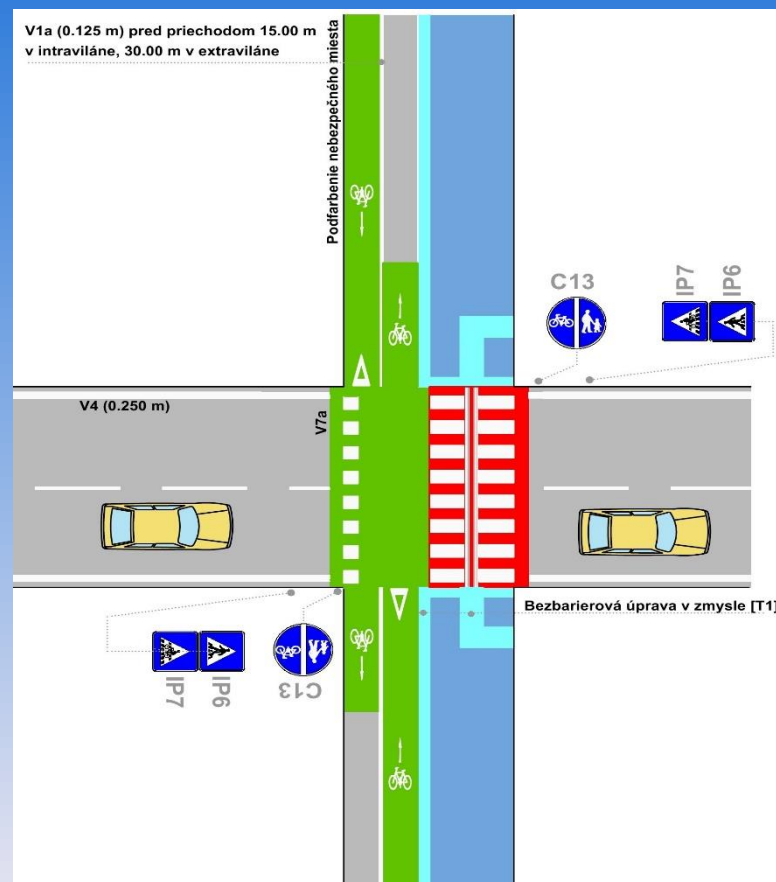 V1a (0.125 m) pred priechodom 15.00 m
v intraviláne, 30.00 m v extraviláne
Podfarbenie nebezpečného miesta
C13
IP7
IP6
V4 (0.250 m)
V7a
Bezbarierová úprava v zmysle [T1]
IP7
IP6
C13